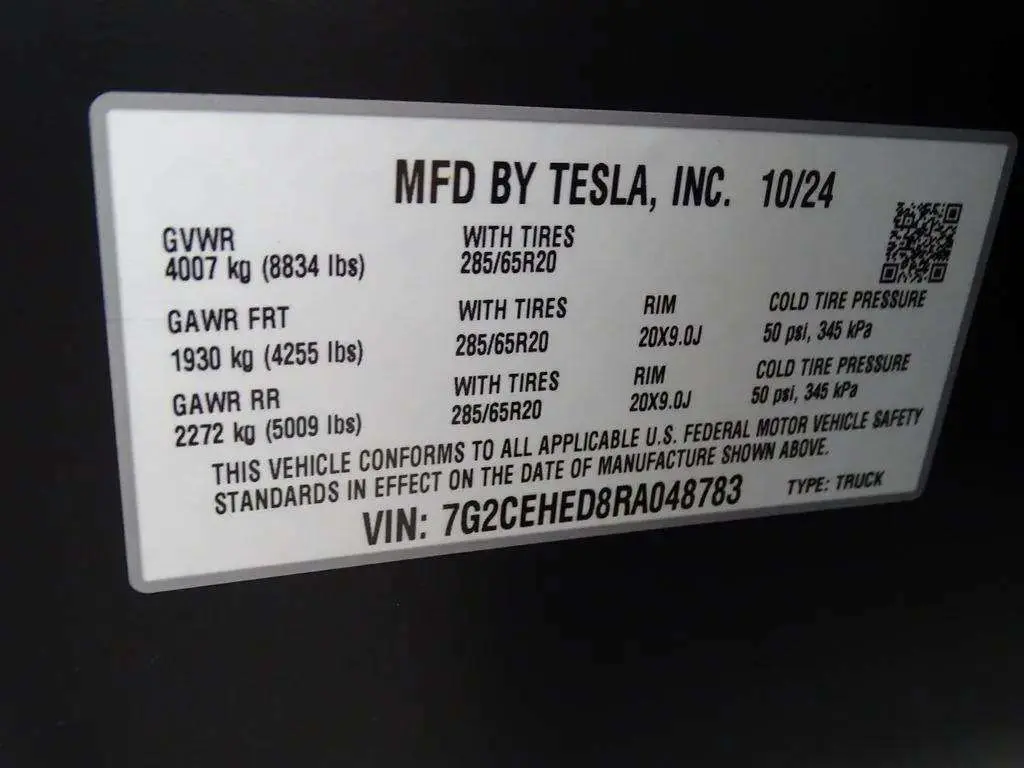 MFD BY TESLA, INC. 10/24
GVWR
4007 kg (8834 lbs)
WITH TIRES
285/65R20
GAWR FRT
1930 kg (4255 lbs)
WITH TIRES
285/65R20
RIM
20X9.0J
COLD TIRE PRESSURE
50 psi, 345 kPa
GAWR RR
2272 kg (5009 lbs)
WITH TIRES
285/65R20
RIM
20X9.0J
COLD TIRE PRESSURE
50 psi, 345 kPa
THIS VEHICLE CONFORMS TO ALL APPLICABLE U.S. FEDERAL MOTOR VEHICLE SAFETY
STANDARDS IN EFFECT ON THE DATE OF MANUFACTURE SHOWN ABOVE.
VIN: 7G2CEHED8RA048783
TYPE: TRUCK